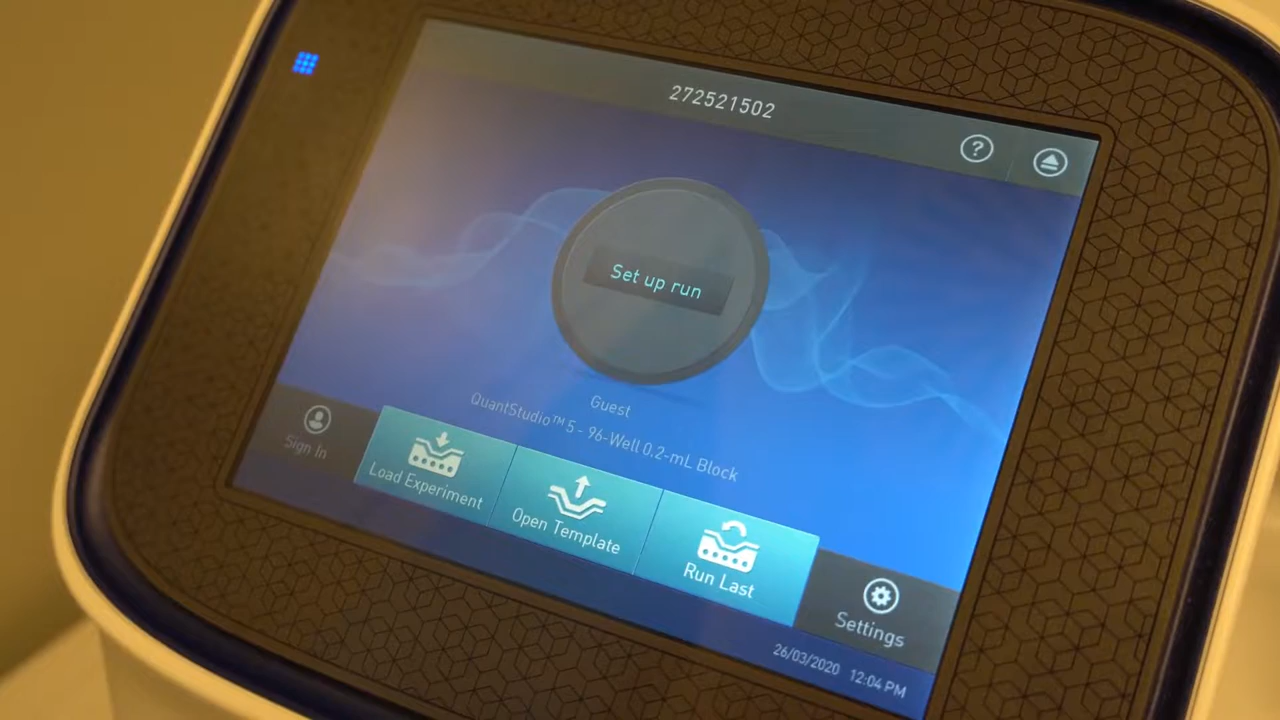 272521502
?
Set up run
Guest
QuantStudio™ 5 - 96-Well 0.2-mL Block
Sign In
Load Experiment
Open Template
Run Last
Settings
26/03/2020 12:04 PM